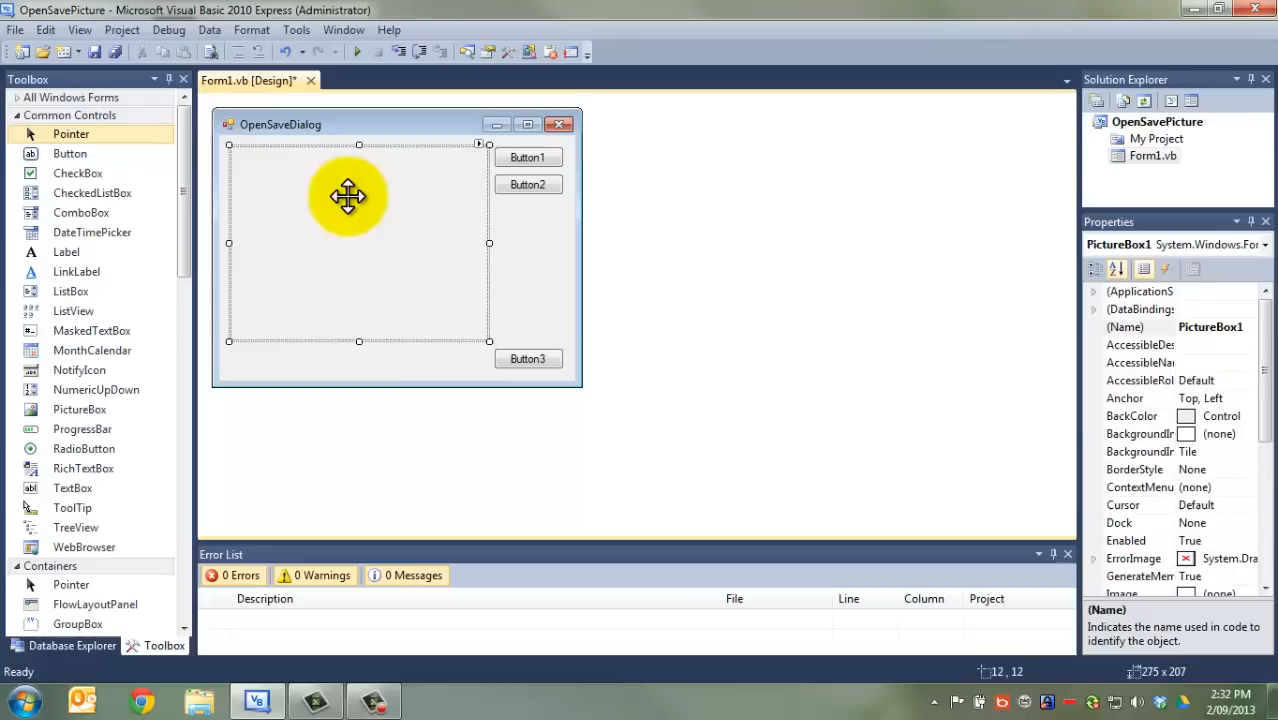 OpenSavePicture - Microsoft Visual Basic 2010 Express (Administrator)
File Edit View Project Debug Data Format Tools Window Help
Toolbox
All Windows Forms
Common Controls
Pointer
Button
CheckBox
CheckedListBox
ComboBox
DateTimePicker
Label
LinkLabel
ListBox
ListView
MaskedTextBox
MonthCalendar
NotifyIcon
NumericUpDown
PictureBox
ProgressBar
RadioButton
RichTextBox
TextBox
ToolTip
TreeView
WebBrowser
Containers
Pointer
FlowLayoutPanel
GroupBox
Database Explorer Toolbox
Form1.vb [Design]*
OpenSaveDialog
Button1
Button2
Button3
Error List
0 Errors 0 Warnings 0 Messages
Description File Line Column Project
Solution Explorer
OpenSavePicture
My Project
Form1.vb
Properties
PictureBox1 System.Windows.For
(ApplicationS
(DataBindings
(Name) PictureBox1
AccessibleDes
AccessibleNar
AccessibleRol Default
Anchor Top, Left
BackColor Control
BackgroundIr (none)
BackgroundIr Tile
BorderStyle None
ContextMenu (none)
Cursor Default
Dock None
Enabled True
ErrorImage System.Dra
GenerateMem True
Image (none)
(Name)
Indicates the name used in code to
identify the object.
Ready 12 , 12 275 x 207
2:32 PM
2/09/2013